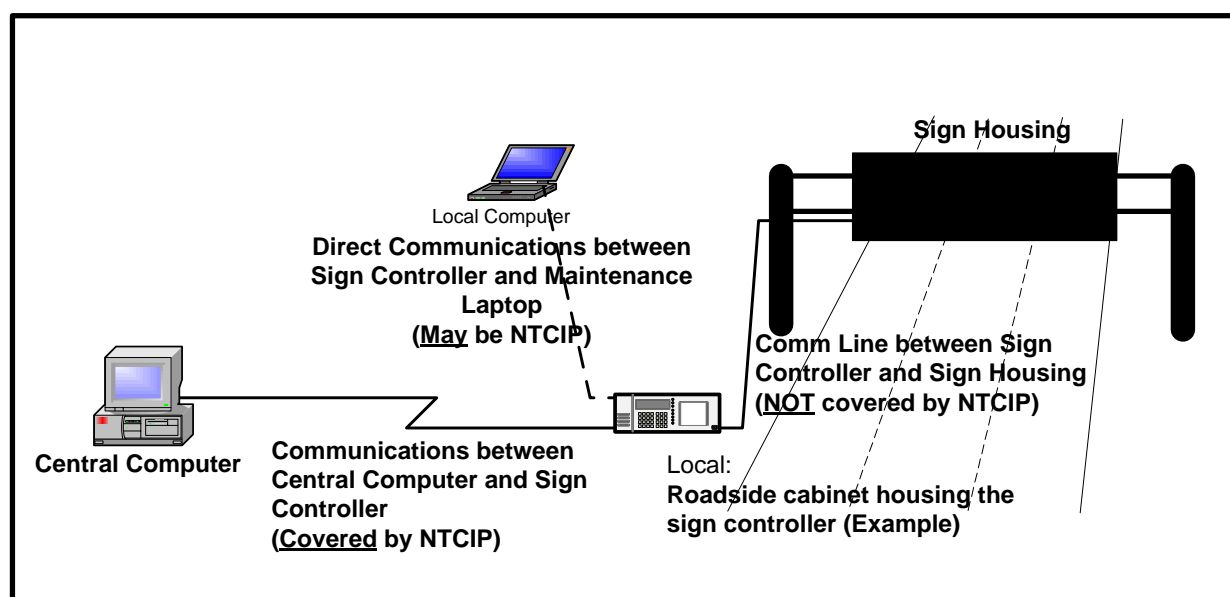 Sign Housing
Local Computer
Direct Communications between
Sign Controller and Maintenance
Laptop
(May be NTCIP)
Comm Line between Sign
Controller and Sign Housing
(NOT covered by NTCIP)
Central Computer
Communications between
Central Computer and Sign
Controller
(Covered by NTCIP)
Local:
Roadside cabinet housing the
sign controller (Example)